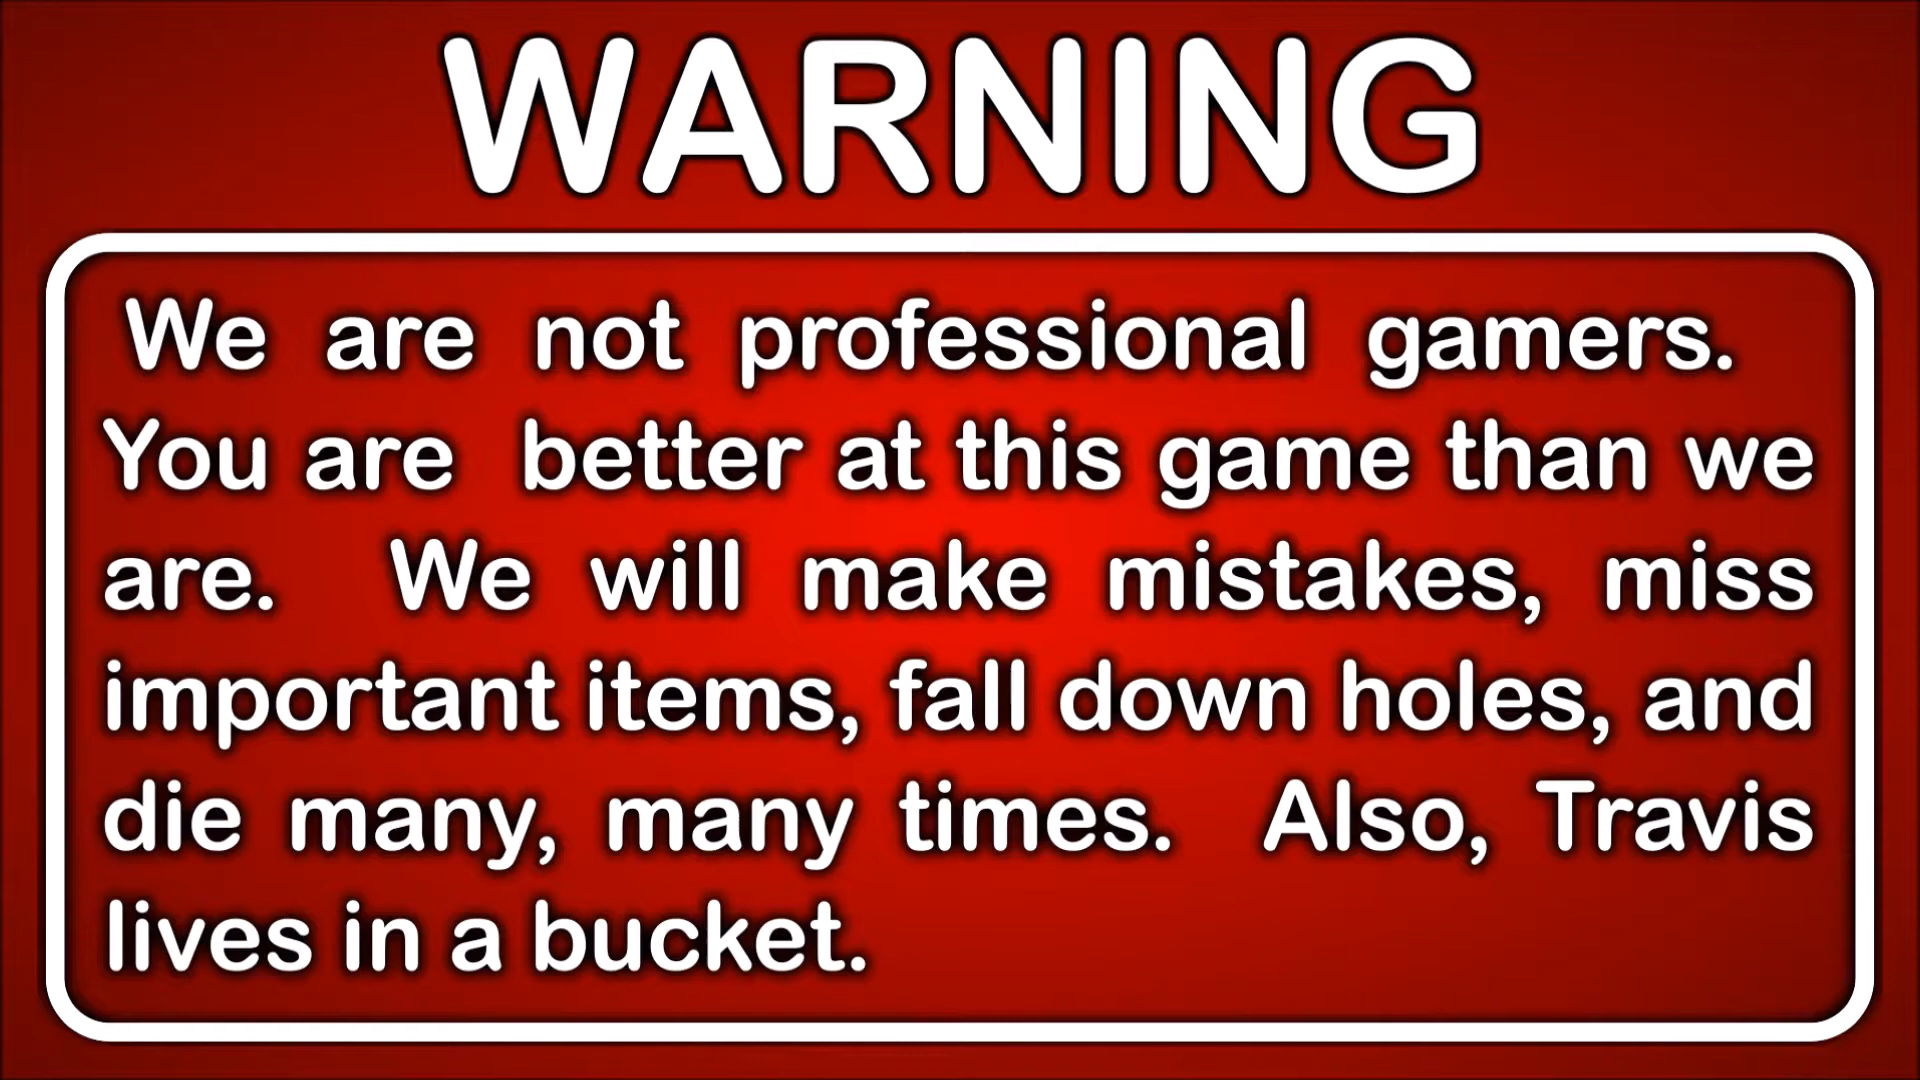 WARNING
We are not professional gamers.
You are better at this game than we
are. We will make mistakes, miss
important items, fall down holes, and
die many, many times. Also, Travis
lives in a bucket.